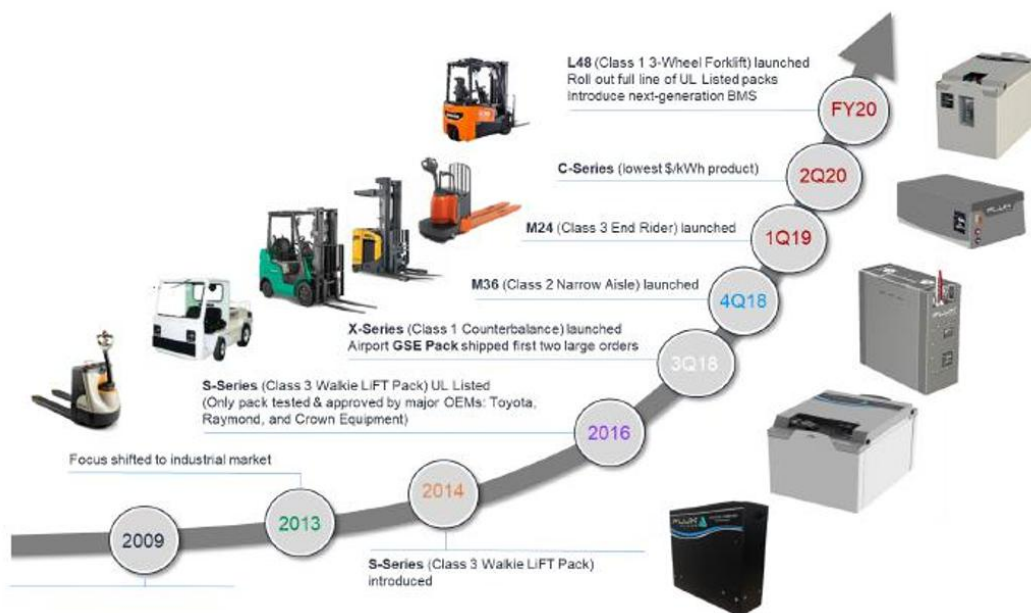 L48 (Class 1 3-Wheel Forklift) launched
Roll out full line of UL Listed packs
Introduce next-generation BMS
FY20
C-Series (lowest $/kWh product)
2Q20
M24 (Class 3 End Rider) launched
1Q19
M36 (Class 2 Narrow Aisle) launched
4Q18
X-Series (Class 1 Counterbalance) launched
Airport GSE Pack shipped first two large orders
3Q18
S-Series (Class 3 Walkie LiFT Pack) UL Listed
(Only pack tested & approved by major OEMs: Toyota,
Raymond, and Crown Equipment)
2016
Focus shifted to industrial market
2014
2013
2009
S-Series (Class 3 Walkie LiFT Pack)
introduced
FLUX
FLUX
FLUX